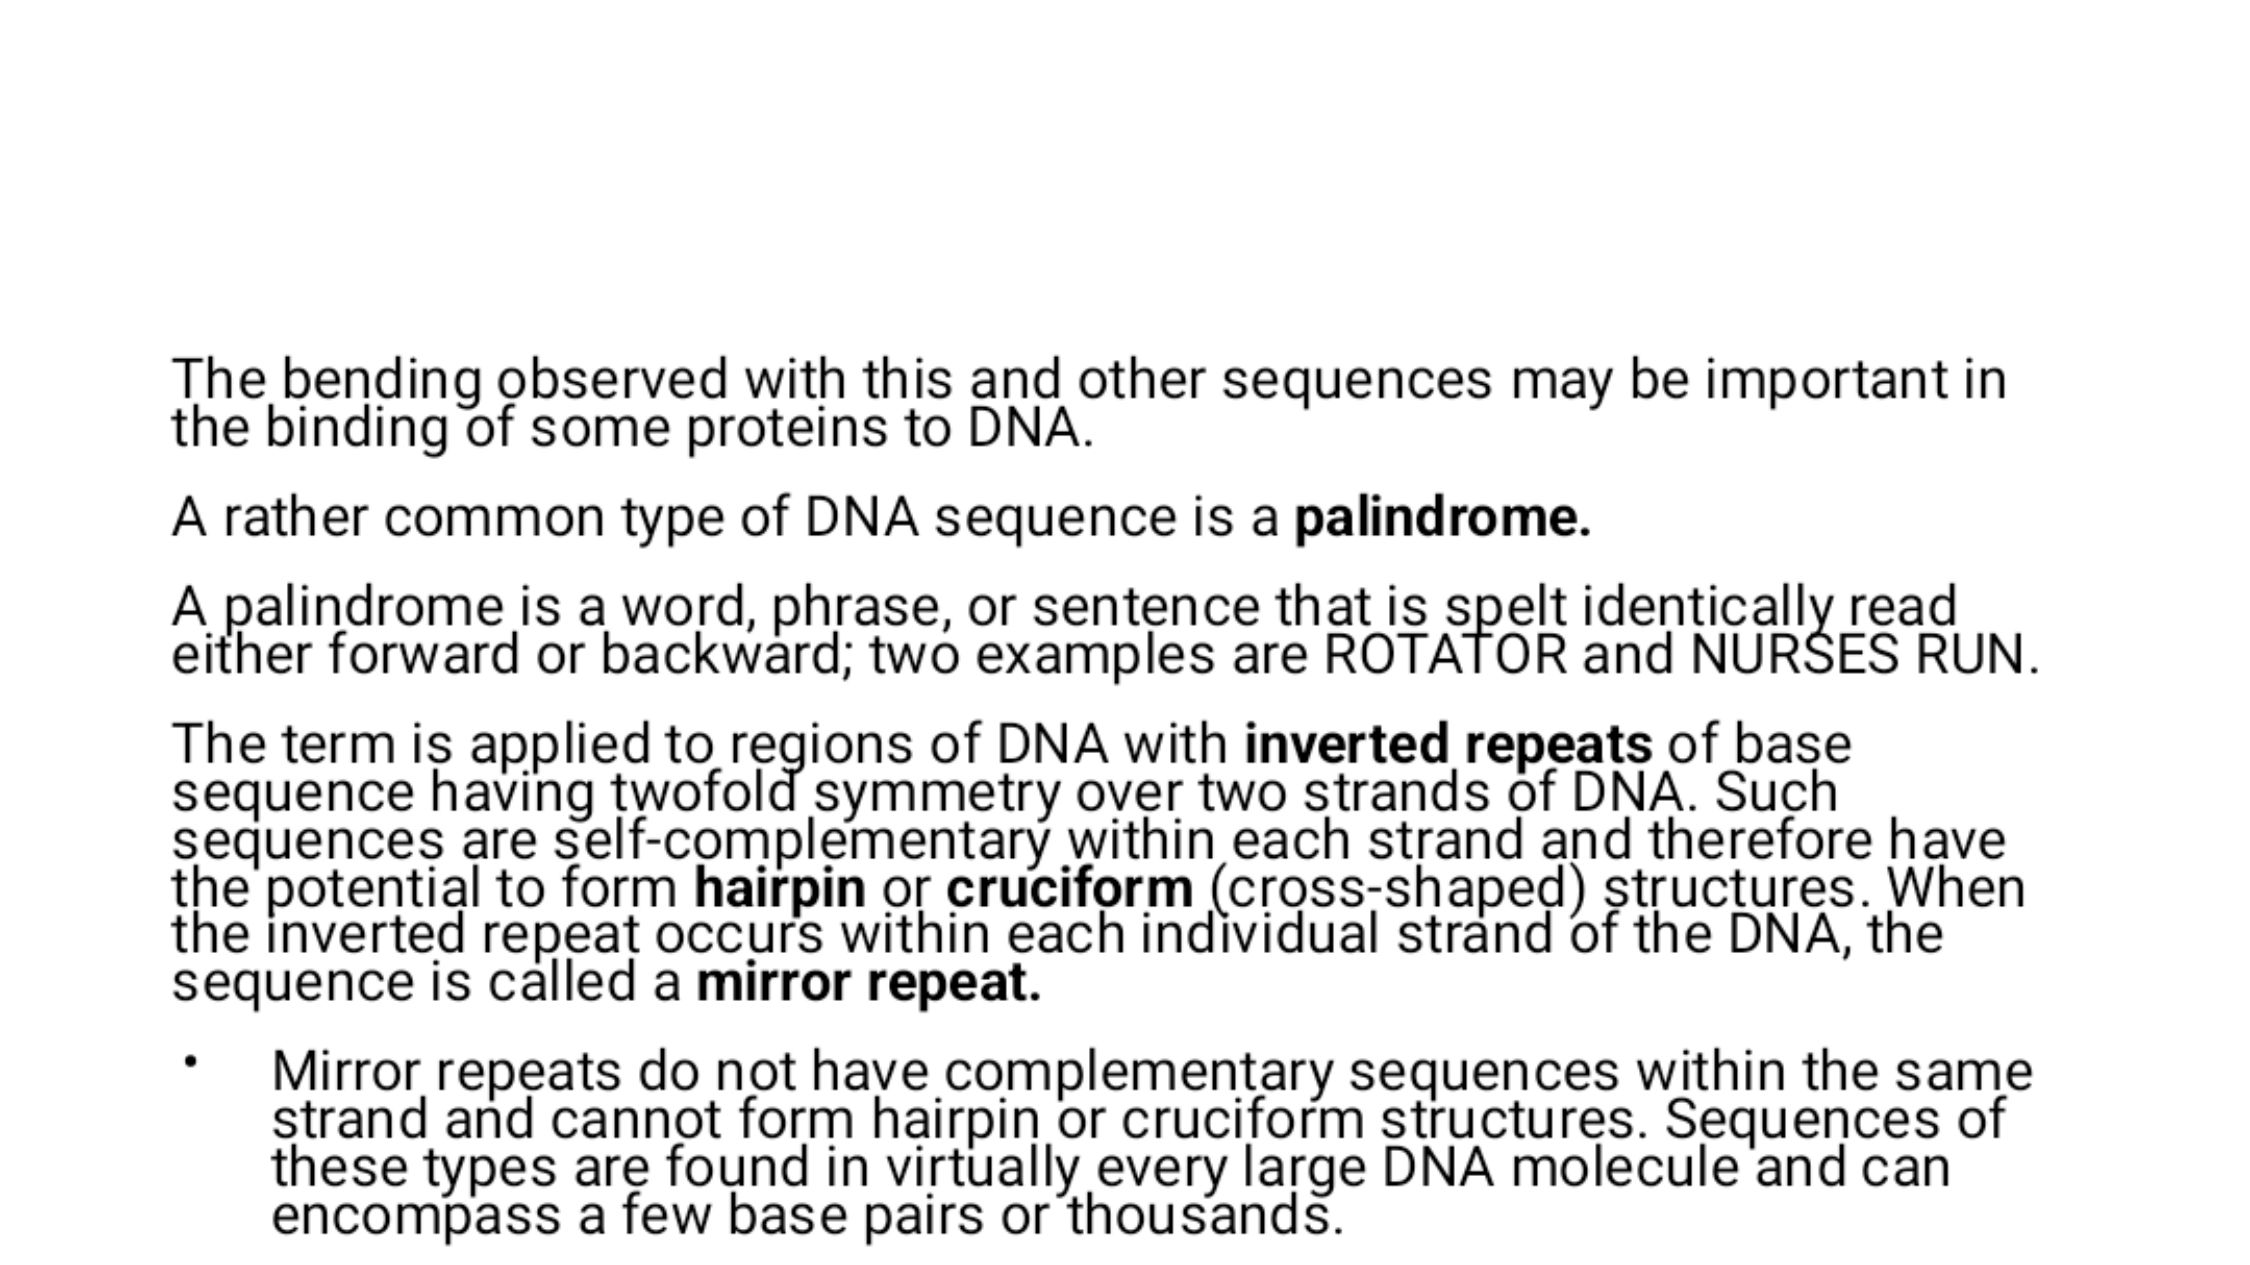 The bending observed with this and other sequences may be important in
the binding of some proteins to DNA.
A rather common type of DNA sequence is a palindrome.
A palindrome is a word, phrase, or sentence that is spelt identically read
either forward or backward; two examples are ROTATOR and NURSES RUN.
The term is applied to regions of DNA with inverted repeats of base
sequence having twofold symmetry over two strands of DNA. Such
sequences are self-complementary within each strand and therefore have
the potential to form hairpin or cruciform (cross-shaped) structures. When
the inverted repeat occurs within each individual strand of the DNA, the
sequence is called a mirror repeat.
• Mirror repeats do not have complementary sequences within the same
strand and cannot form hairpin or cruciform structures. Sequences of
these types are found in virtually every large DNA molecule and can
encompass a few base pairs or thousands.